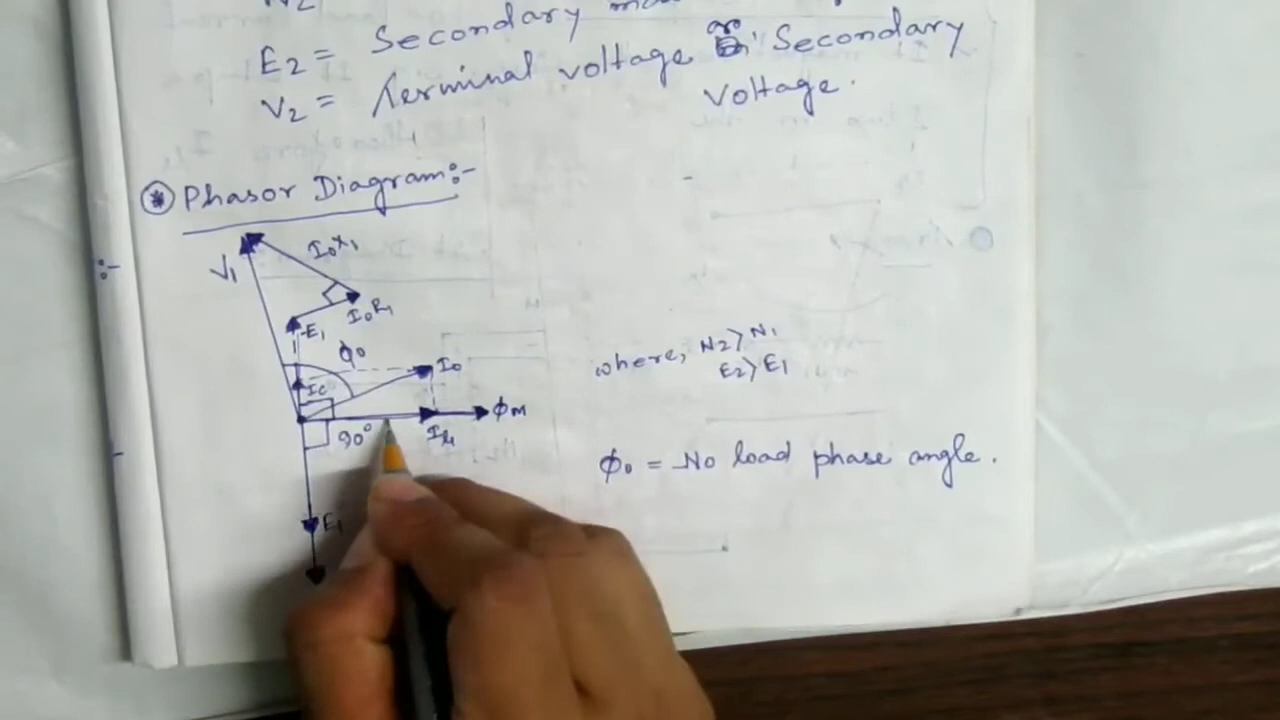 N2
E2 = Secondary
V2 = Terminal voltage or Secondary
voltage.
* Phasor Diagram:-
V1
I0X1
I0R1
-E1
ϕ0
I0
IC
ϕM
90°
E1
where, N2>N1
E2>E1
ϕ0 = No load phase angle.